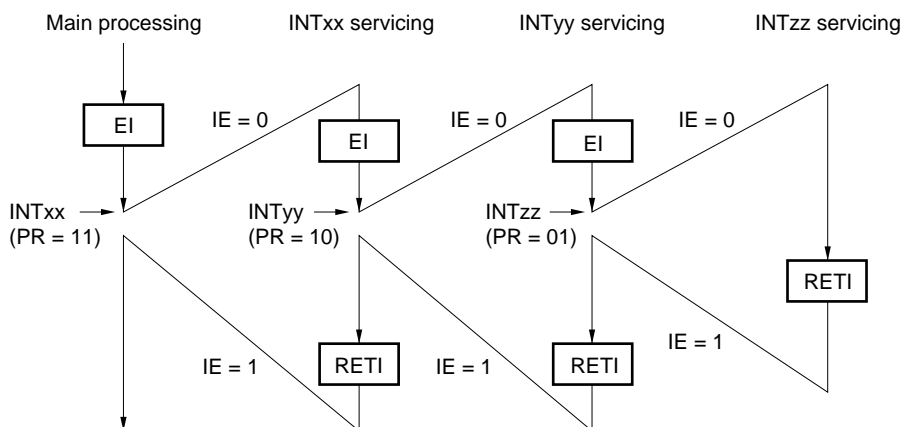 Main processing INTxx servicing INTyy servicing INTzz servicing
EI IE = 0 EI IE = 0 EI IE = 0
INTxx INTyy INTzz
(PR = 11) (PR = 10) (PR = 01)
RETI
IE = 1 RETI IE = 1 RETI IE = 1